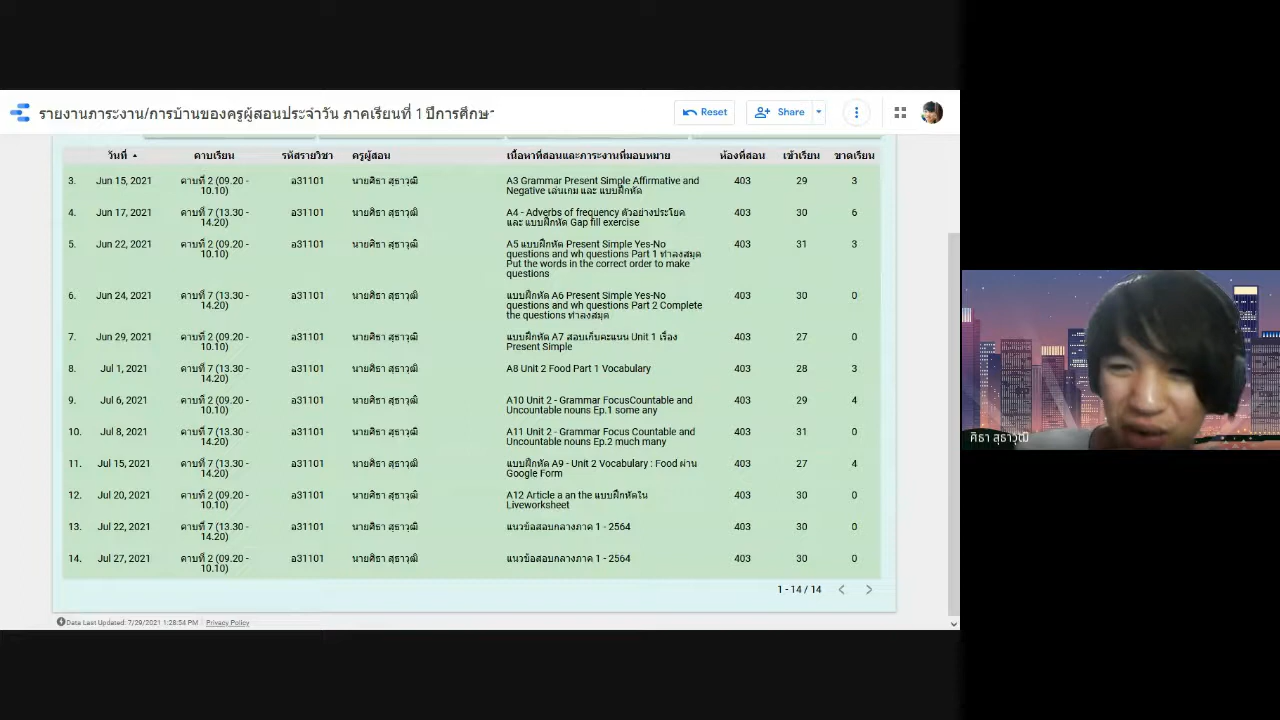 รายงานภาระงาน/การบ้านของครูผู้สอนประจำวัน ภาคเรียนที่ 1 ปีการศึกษา
Reset
Share
วันที่ คาบเรียน รหัสรายวิชา ครูผู้สอน เนื้อหาที่สอนและภาระงานที่มอบหมาย ห้องที่สอน เข้าเรียน ขาดเรียน
3. Jun 15, 2021 คาบที่ 2 (09.20 - อ31101 นายศิธา สุธาวุฒิ A3 Grammar Present Simple Affirmative and 403 29 3
10.10) Negative เล่นเกม และ แบบฝึกหัด
4. Jun 17, 2021 คาบที่ 7 (13.30 - อ31101 นายศิธา สุธาวุฒิ A4 - Adverbs of frequency ตัวอย่างประโยค 403 30 6
14.20) และ แบบฝึกหัด Gap fill exercise
5. Jun 22, 2021 คาบที่ 2 (09.20 - อ31101 นายศิธา สุธาวุฒิ A5 แบบฝึกหัด Present Simple Yes-No 403 31 3
10.10) questions and wh questions Part 1 ทำลงสมุด
Put the words in the correct order to make
questions
6. Jun 24, 2021 คาบที่ 7 (13.30 - อ31101 นายศิธา สุธาวุฒิ แบบฝึกหัด A6 Present Simple Yes-No 403 30 0
14.20) questions and wh questions Part 2 Complete
the questions ทำลงสมุด
7. Jun 29, 2021 คาบที่ 2 (09.20 - อ31101 นายศิธา สุธาวุฒิ แบบฝึกหัด A7 สอบเก็บคะแนน Unit 1 เรื่อง 403 27 0
10.10) Present Simple
8. Jul 1, 2021 คาบที่ 7 (13.30 - อ31101 นายศิธา สุธาวุฒิ A8 Unit 2 Food Part 1 Vocabulary 403 28 3
14.20)
9. Jul 6, 2021 คาบที่ 2 (09.20 - อ31101 นายศิธา สุธาวุฒิ A10 Unit 2 - Grammar FocusCountable and 403 29 4
10.10) Uncountable nouns Ep.1 some any
10. Jul 8, 2021 คาบที่ 7 (13.30 - อ31101 นายศิธา สุธาวุฒิ A11 Unit 2 - Grammar Focus Countable and 403 31 0
14.20) Uncountable nouns Ep.2 much many
11. Jul 15, 2021 คาบที่ 7 (13.30 - อ31101 นายศิธา สุธาวุฒิ แบบฝึกหัด A9 - Unit 2 Vocabulary : Food ผ่าน 403 27 4
14.20) Google Form
12. Jul 20, 2021 คาบที่ 2 (09.20 - อ31101 นายศิธา สุธาวุฒิ A12 Article a an the แบบฝึกหัดใน 403 30 0
10.10) Liveworksheet
13. Jul 22, 2021 คาบที่ 7 (13.30 - อ31101 นายศิธา สุธาวุฒิ แนวข้อสอบกลางภาค 1 - 2564 403 30 0
14.20)
14. Jul 27, 2021 คาบที่ 2 (09.20 - อ31101 นายศิธา สุธาวุฒิ แนวข้อสอบกลางภาค 1 - 2564 403 30 0
10.10)
1 - 14 / 14
Data Last Updated: 7/29/2021 1:28:54 PM Privacy Policy
ศิธา สุธาวุฒิ